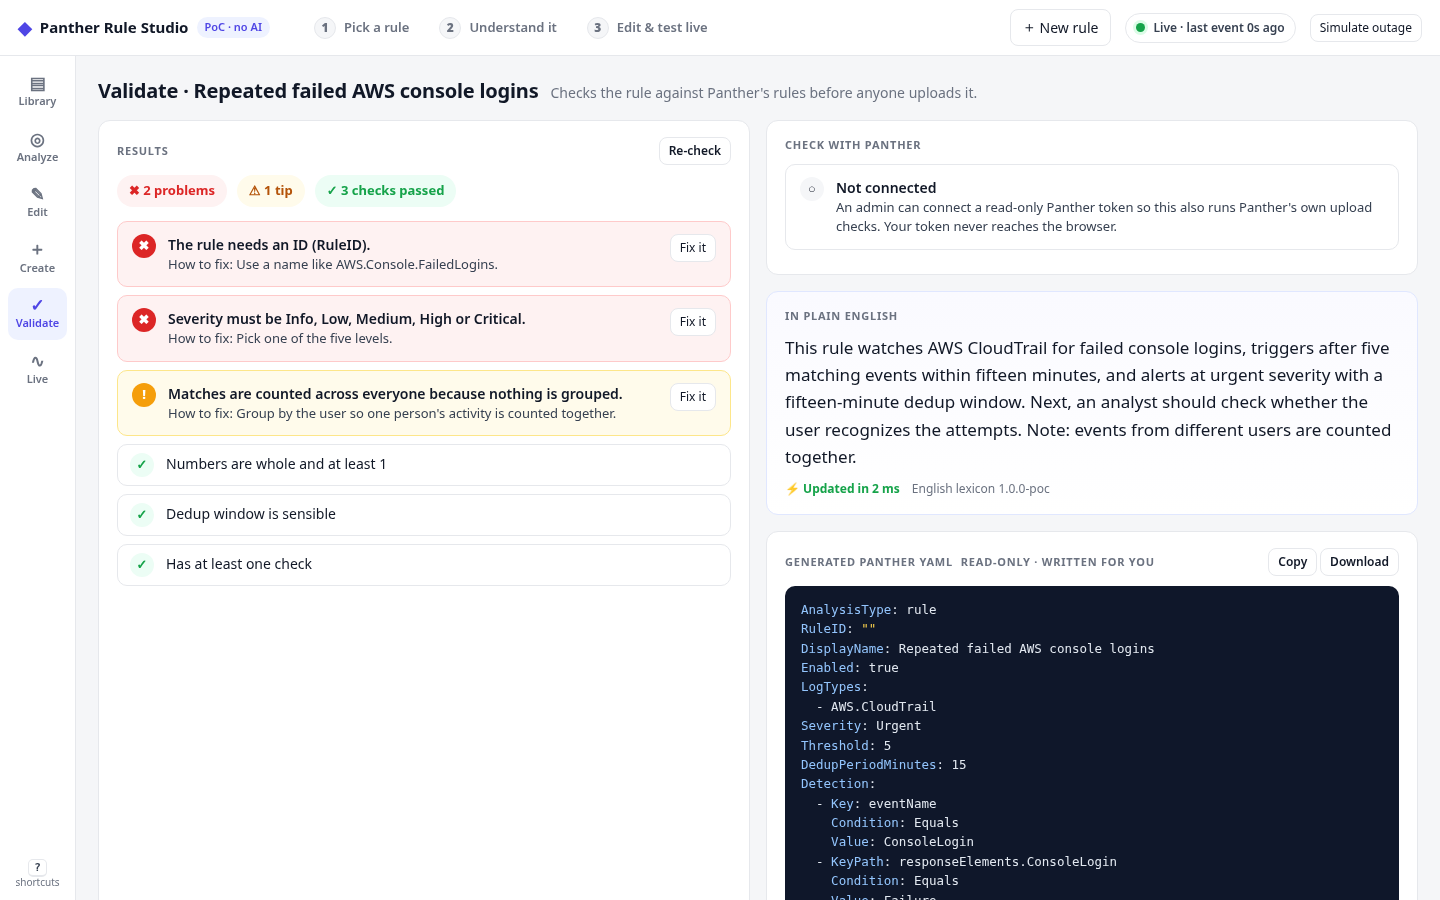 Panther Rule Studio
PoC · no AI
1 Pick a rule
2 Understand it
3 Edit & test live
+ New rule
Live · last event 0s ago
Simulate outage
Library
Analyze
Edit
Create
Validate
Live
? shortcuts
Validate · Repeated failed AWS console logins
Checks the rule against Panther's rules before anyone uploads it.
RESULTS
Re-check
✖ 2 problems
⚠ 1 tip
✓ 3 checks passed
The rule needs an ID (RuleID).
How to fix: Use a name like AWS.Console.FailedLogins.
Fix it
Severity must be Info, Low, Medium, High or Critical.
How to fix: Pick one of the five levels.
Fix it
Matches are counted across everyone because nothing is grouped.
How to fix: Group by the user so one person's activity is counted together.
Fix it
Numbers are whole and at least 1
Dedup window is sensible
Has at least one check
CHECK WITH PANTHER
Not connected
An admin can connect a read-only Panther token so this also runs Panther's own upload
checks. Your token never reaches the browser.
IN PLAIN ENGLISH
This rule watches AWS CloudTrail for failed console logins, triggers after five
matching events within fifteen minutes, and alerts at urgent severity with a
fifteen-minute dedup window. Next, an analyst should check whether the
user recognizes the attempts. Note: events from different users are counted
together.
⚡ Updated in 2 ms
English lexicon 1.0.0-poc
GENERATED PANTHER YAML READ-ONLY · WRITTEN FOR YOU
Copy
Download
AnalysisType: rule
RuleID: ""
DisplayName: Repeated failed AWS console logins
Enabled: true
LogTypes:
  - AWS.CloudTrail
Severity: Urgent
Threshold: 5
DedupPeriodMinutes: 15
Detection:
  - Key: eventName
    Condition: Equals
    Value: ConsoleLogin
  - KeyPath: responseElements.ConsoleLogin
    Condition: Equals
    Value: Failure